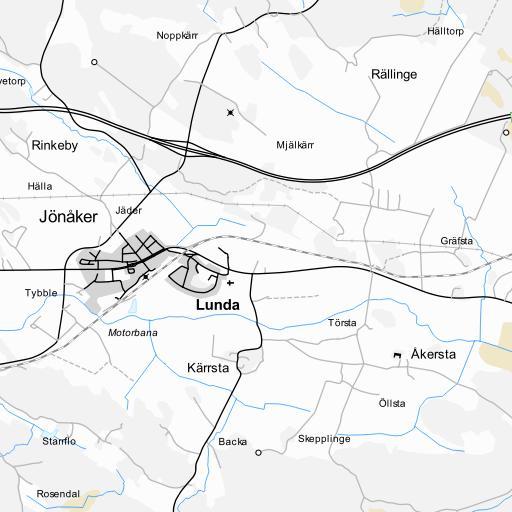 Noppkärr
Hälltorp
Rällinge
vetorp
Rinkeby
Mjälkärr
Hälla
Jönåker
Jäder
Gräfsta
Tybble
Lunda
Motorbana
Törsta
Åkersta
Kärrsta
Öllsta
Stanflo
Backa
Skepplinge
Rosendal